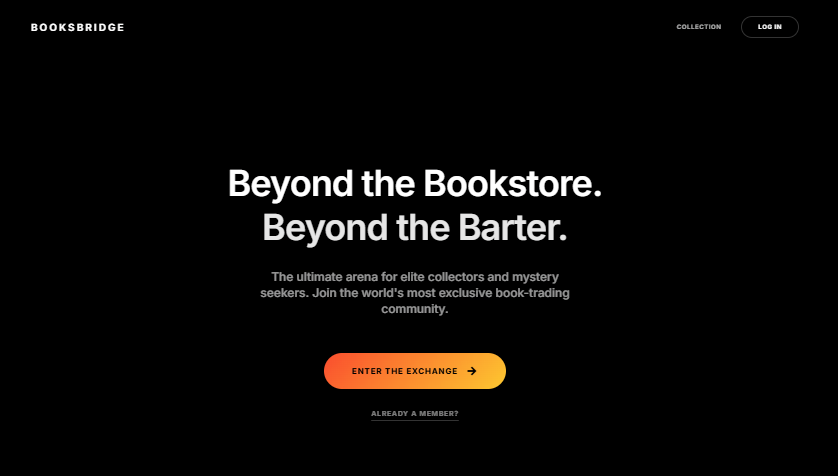 BOOKSBRIDGE
COLLECTION
LOG IN
Beyond the Bookstore.
Beyond the Barter.
The ultimate arena for elite collectors and mystery
seekers. Join the world's most exclusive book-trading
community.
ENTER THE EXCHANGE →
ALREADY A MEMBER?